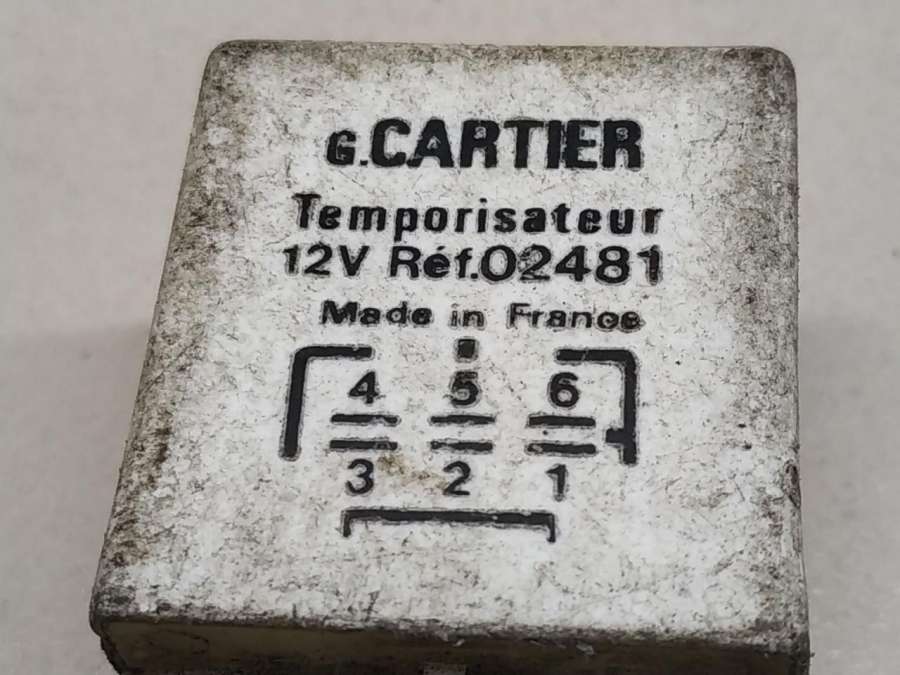 G.CARTIER
Temporisateur
12V Réf.02481
Made in France
4 5 6
3 2 1